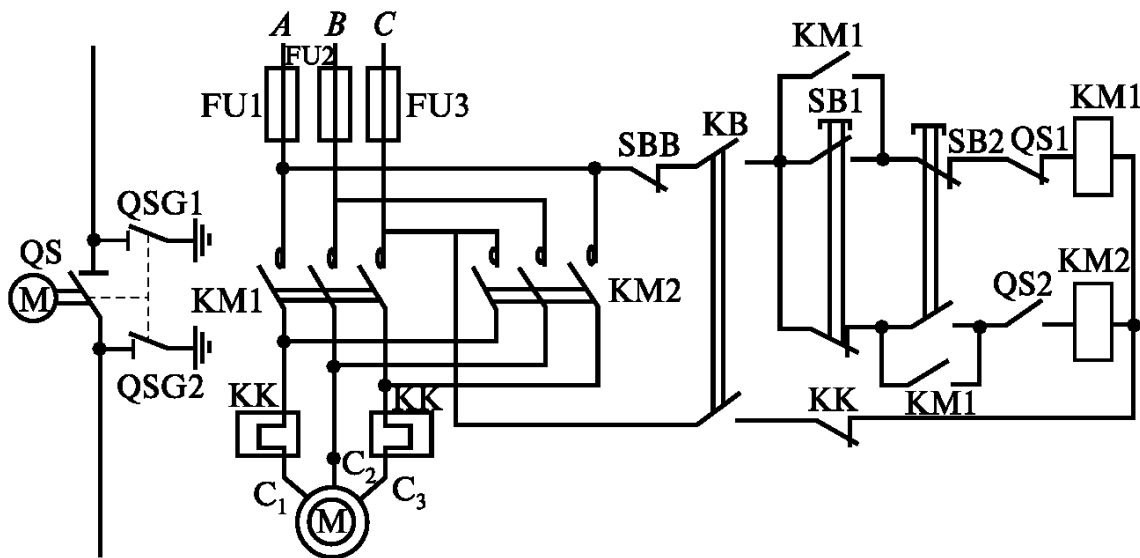 A B C
FU2
FU1
FU3
KM1
SB1
KM1
SBB
KB
SB2
QS1
QSG1
QS
M
KM1
KM2
KM2
QS2
QSG2
KK
KK
KK
KM1
C1
C2
C3
M